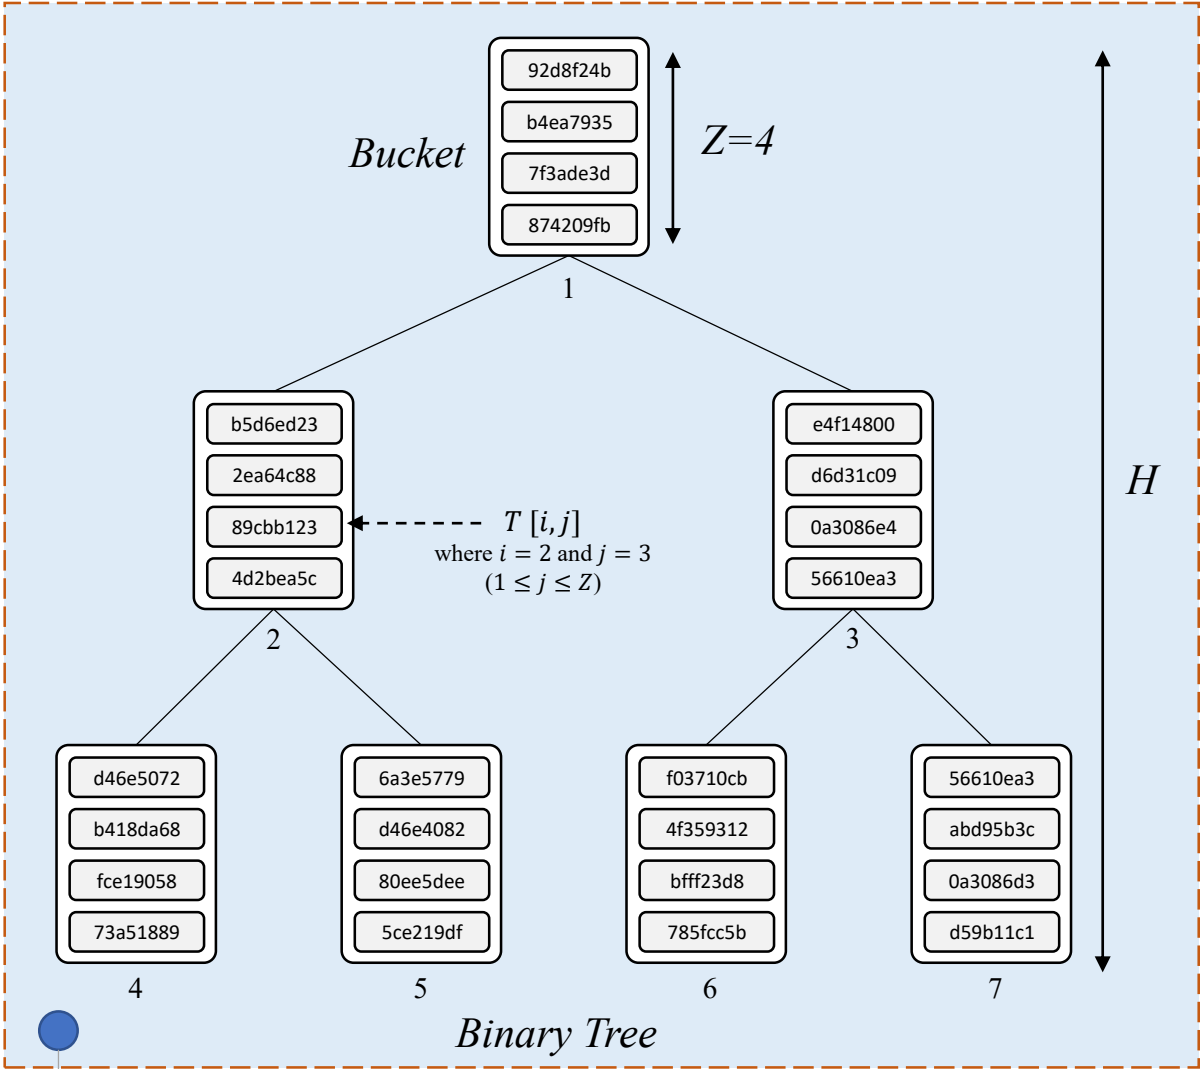 92d8f24b
b4ea7935
7f3ade3d
874209fb
Bucket
Z=4
1
b5d6ed23
2ea64c88
89cbb123
4d2bea5c
2
T [i, j]
where i = 2 and j = 3
(1 ≤ j ≤ Z)
e4f14800
d6d31c09
0a3086e4
56610ea3
3
H
d46e5072
b418da68
fce19058
73a51889
4
6a3e5779
d46e4082
80ee5dee
5ce219df
5
f03710cb
4f359312
bfff23d8
785fcc5b
6
56610ea3
abd95b3c
0a3086d3
d59b11c1
7
Binary Tree